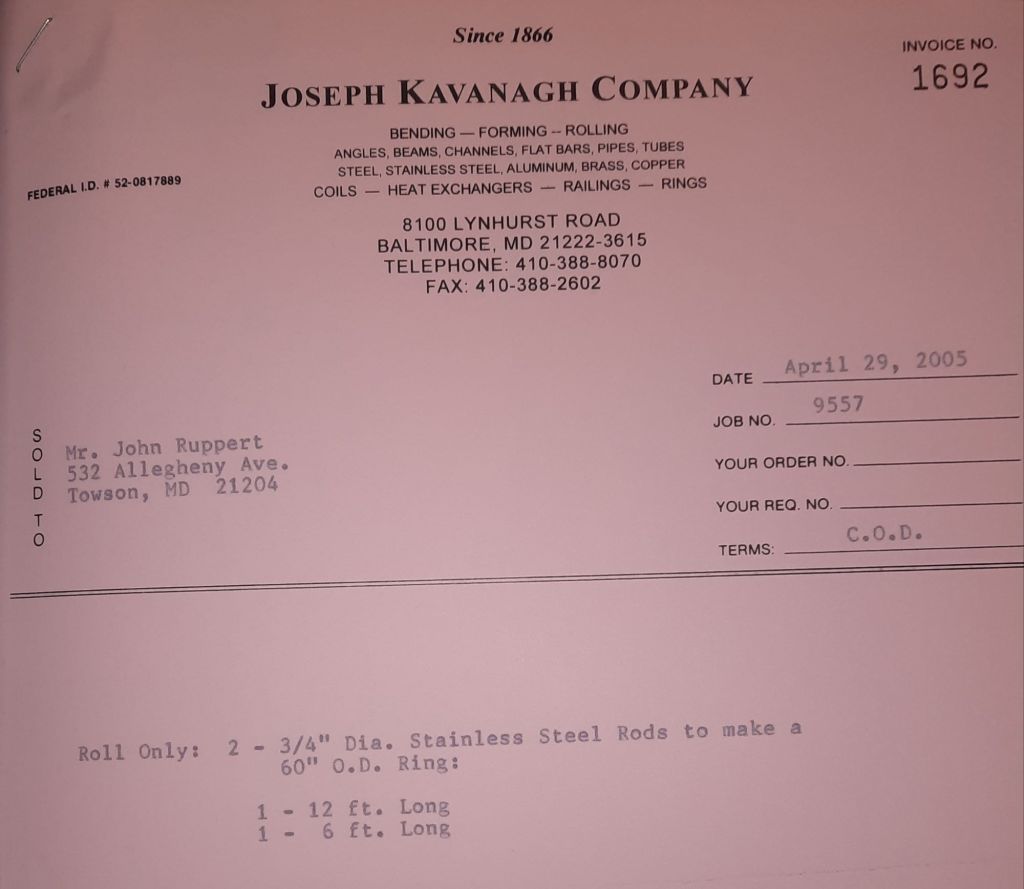 Since 1866
INVOICE NO.
1692
JOSEPH KAVANAGH COMPANY
BENDING — FORMING -- ROLLING
ANGLES, BEAMS, CHANNELS, FLAT BARS, PIPES, TUBES
STEEL, STAINLESS STEEL, ALUMINUM, BRASS, COPPER
COILS — HEAT EXCHANGERS — RAILINGS — RINGS
FEDERAL I.D. # 52-0817889
8100 LYNHURST ROAD
BALTIMORE, MD 21222-3615
TELEPHONE: 410-388-8070
FAX: 410-388-2602
DATE April 29, 2005
JOB NO. 9557
YOUR ORDER NO.
YOUR REQ. NO.
TERMS: C.O.D.
SOLD TO
Mr. John Ruppert
532 Allegheny Ave.
Towson, MD 21204
Roll Only: 2 - 3/4" Dia. Stainless Steel Rods to make a
60" O.D. Ring:
1 - 12 ft. Long
1 - 6 ft. Long